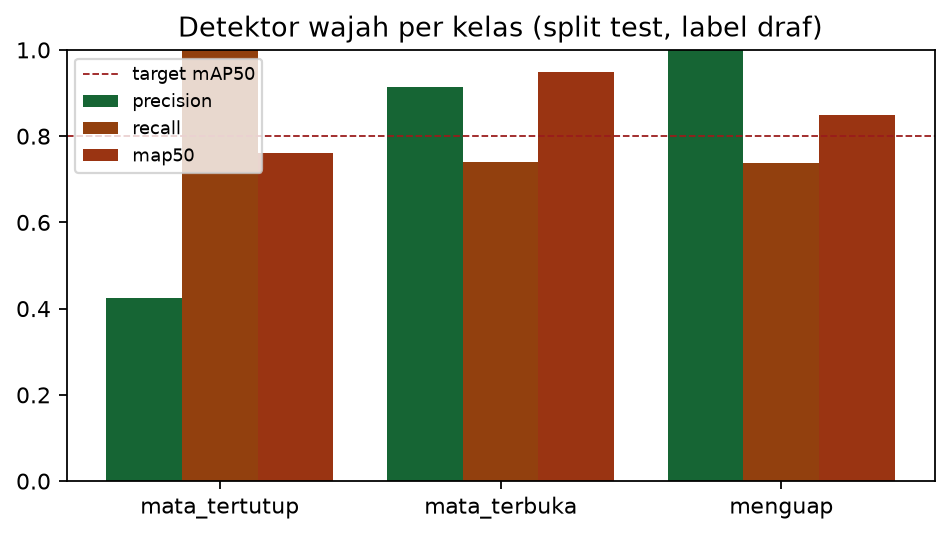 Detektor wajah per kelas (split test, label draf)
1.0
0.8
0.6
0.4
0.2
0.0
target mAP50
precision
recall
map50
mata_tertutup
mata_terbuka
menguap